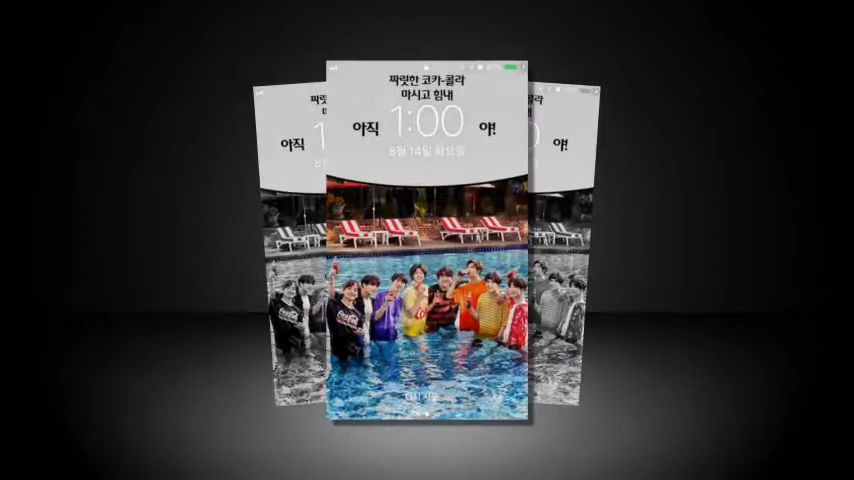 짜릿한 코카-콜라
마시고 힘내
아직 1:00 야!
8월 14일 화요일